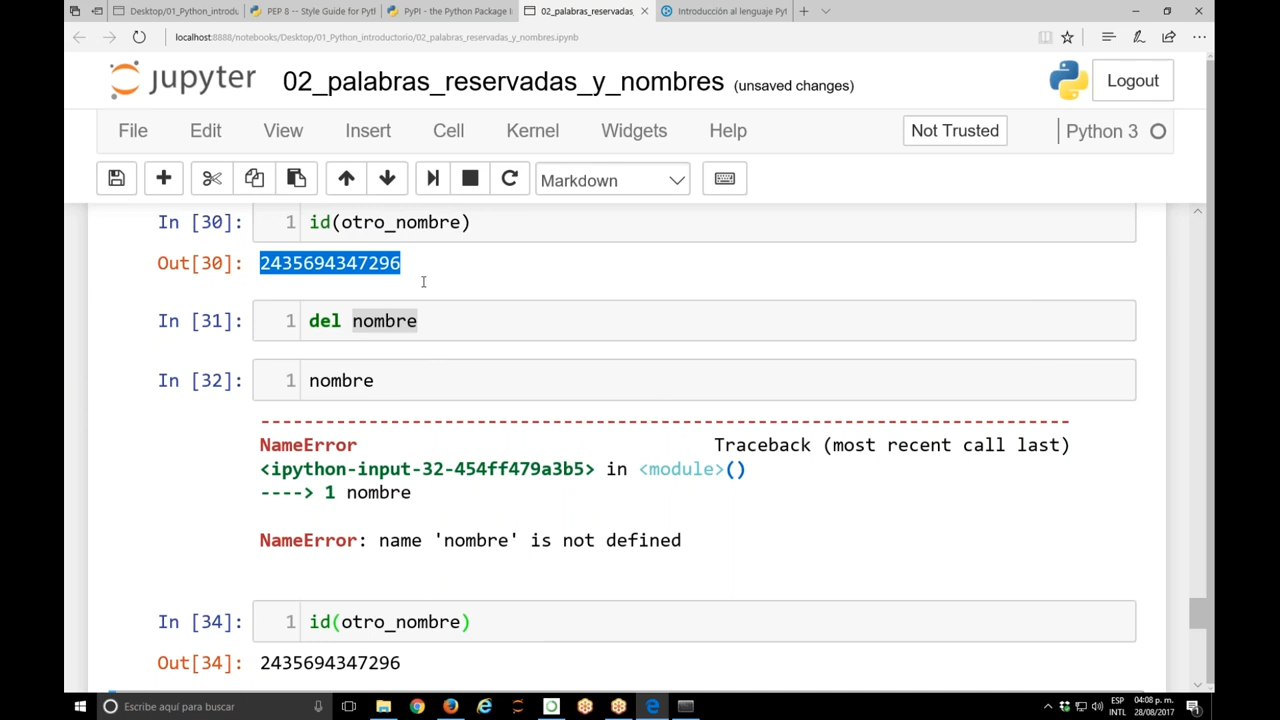 Desktop/01_Python_introdu
PEP 8 -- Style Guide for Pytl
PyPI - the Python Package I
02_palabras_reservadas_
Introducción al lenguaje Pyt
localhost:8888/notebooks/Desktop/01_Python_introductorio/02_palabras_reservadas_y_nombres.ipynb
jupyter 02_palabras_reservadas_y_nombres (unsaved changes) Logout
File Edit View Insert Cell Kernel Widgets Help Not Trusted Python 3
Markdown
In [30]: 1 id(otro_nombre)
Out[30]: 2435694347296
In [31]: 1 del nombre
In [32]: 1 nombre
---------------------------------------------------------------------------
NameError Traceback (most recent call last)
<ipython-input-32-454ff479a3b5> in <module>()
----> 1 nombre
NameError: name 'nombre' is not defined
In [34]: 1 id(otro_nombre)
Out[34]: 2435694347296
Escribe aquí para buscar
ESP 04:08 p. m.
INTL 28/08/2017